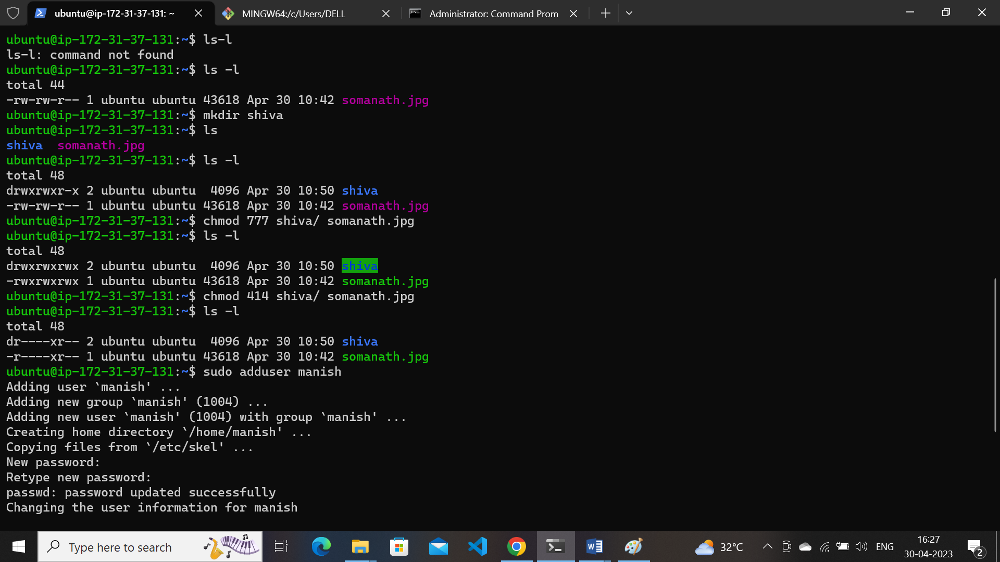 ubuntu@ip-172-31-37-131: ~
MINGW64:/c/Users/DELL
Administrator: Command Prom
ubuntu@ip-172-31-37-131:~$ ls-l
ls-l: command not found
ubuntu@ip-172-31-37-131:~$ ls -l
total 44
-rw-rw-r-- 1 ubuntu ubuntu 43618 Apr 30 10:42 somanath.jpg
ubuntu@ip-172-31-37-131:~$ mkdir shiva
ubuntu@ip-172-31-37-131:~$ ls
shiva  somanath.jpg
ubuntu@ip-172-31-37-131:~$ ls -l
total 48
drwxrwxr-x 2 ubuntu ubuntu  4096 Apr 30 10:50 shiva
-rw-rw-r-- 1 ubuntu ubuntu 43618 Apr 30 10:42 somanath.jpg
ubuntu@ip-172-31-37-131:~$ chmod 777 shiva/ somanath.jpg
ubuntu@ip-172-31-37-131:~$ ls -l
total 48
drwxrwxrwx 2 ubuntu ubuntu  4096 Apr 30 10:50 shiva
-rwxrwxrwx 1 ubuntu ubuntu 43618 Apr 30 10:42 somanath.jpg
ubuntu@ip-172-31-37-131:~$ chmod 414 shiva/ somanath.jpg
ubuntu@ip-172-31-37-131:~$ ls -l
total 48
dr----xr-- 2 ubuntu ubuntu  4096 Apr 30 10:50 shiva
-r----xr-- 1 ubuntu ubuntu 43618 Apr 30 10:42 somanath.jpg
ubuntu@ip-172-31-37-131:~$ sudo adduser manish
Adding user `manish' ...
Adding new group `manish' (1004) ...
Adding new user `manish' (1004) with group `manish' ...
Creating home directory `/home/manish' ...
Copying files from `/etc/skel' ...
New password:
Retype new password:
passwd: password updated successfully
Changing the user information for manish
Type here to search
32°C
ENG
16:27
30-04-2023
2